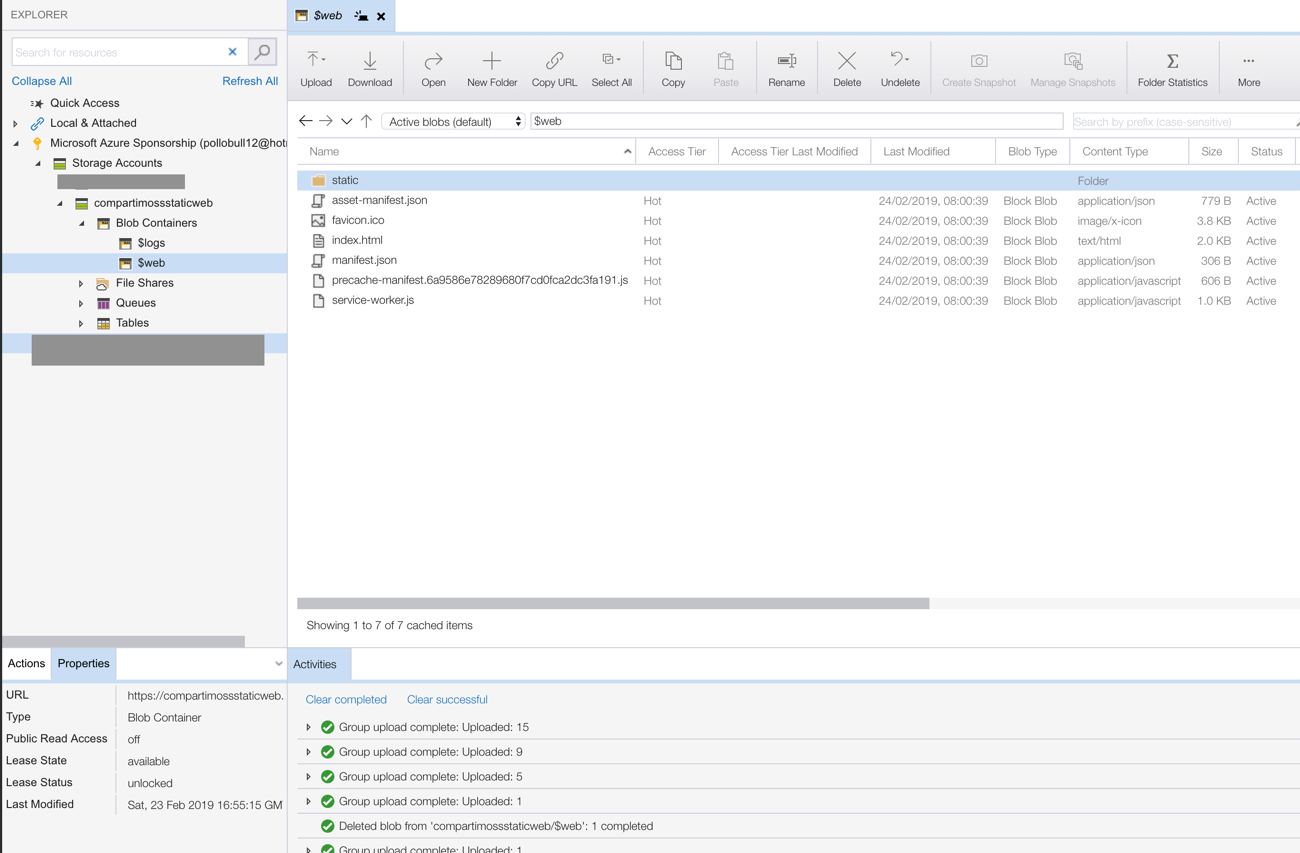 EXPLORER
Search for resources
Collapse All Refresh All
Quick Access
Local & Attached
Microsoft Azure Sponsorship (pollobull12@hotm
Storage Accounts
compartimossstaticweb
Blob Containers
$logs
$web
File Shares
Queues
Tables
Actions Properties
URL https://compartimossstaticweb.
Type Blob Container
Public Read Access off
Lease State available
Lease Status unlocked
Last Modified Sat, 23 Feb 2019 16:55:15 GM
$web
Upload Download Open New Folder Copy URL Select All Copy Paste Rename Delete Undelete Create Snapshot Manage Snapshots Folder Statistics More
Active blobs (default) $web Search by prefix (case-sensitive)
Name Access Tier Access Tier Last Modified Last Modified Blob Type Content Type Size Status
static Folder
asset-manifest.json Hot 24/02/2019, 08:00:39 Block Blob application/json 779 B Active
favicon.ico Hot 24/02/2019, 08:00:39 Block Blob image/x-icon 3.8 KB Active
index.html Hot 24/02/2019, 08:00:39 Block Blob text/html 2.0 KB Active
manifest.json Hot 24/02/2019, 08:00:39 Block Blob application/json 306 B Active
precache-manifest.6a9586e78289680f7cd0fca2dc3fa191.js Hot 24/02/2019, 08:00:39 Block Blob application/javascript 606 B Active
service-worker.js Hot 24/02/2019, 08:00:39 Block Blob application/javascript 1.0 KB Active
Showing 1 to 7 of 7 cached items
Activities
Clear completed Clear successful
Group upload complete: Uploaded: 15
Group upload complete: Uploaded: 9
Group upload complete: Uploaded: 5
Group upload complete: Uploaded: 1
Deleted blob from 'compartimossstaticweb/$web': 1 completed
Group upload complete: Uploaded: 1